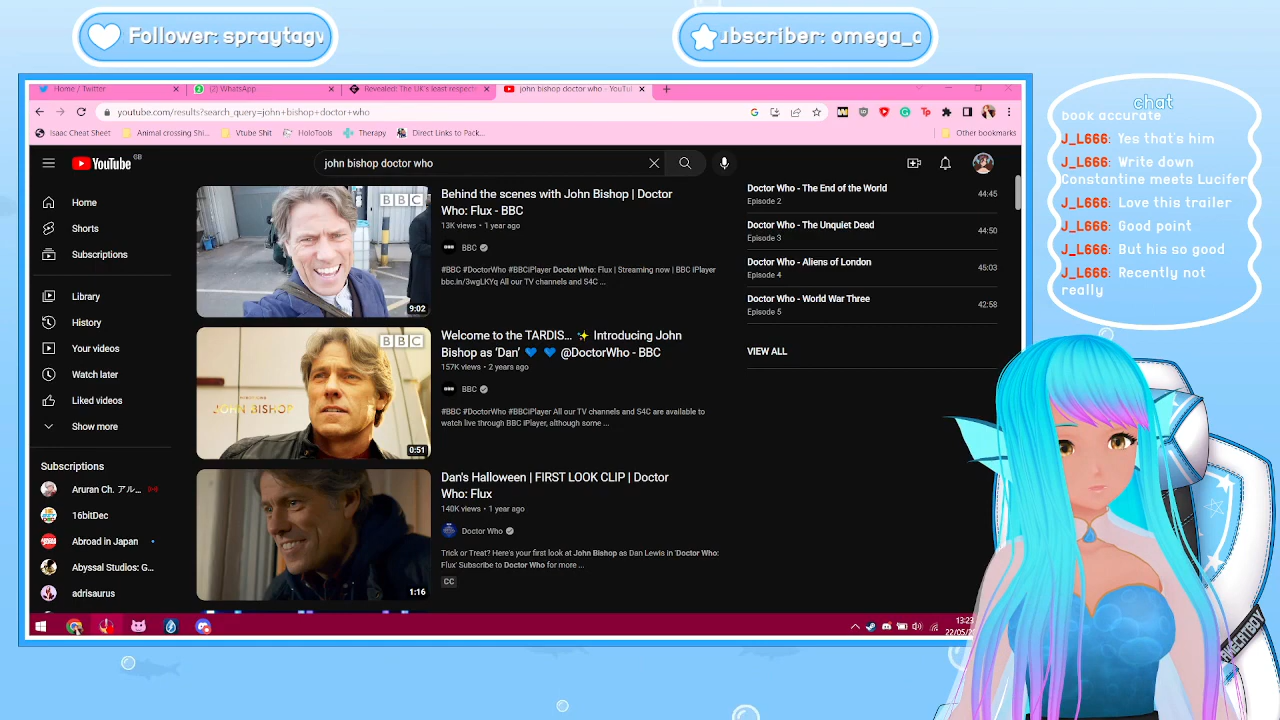 Follower: spraytagw
ubscriber: omega_o
Home / Twitter
(2) WhatsApp
Revealed: The UK's least respect
john bishop doctor who - YouTu
youtube.com/results?search_query=john+bishop+doctor+who
Isaac Cheat Sheet
Animal crossing Shi...
Vtube Shit
HoloTools
Therapy
Direct Links to Pack...
Other bookmarks
YouTube GB
john bishop doctor who
Home
Shorts
Subscriptions
Library
History
Your videos
Watch later
Liked videos
Show more
Subscriptions
Aruran Ch. アル...
16bitDec
Abroad in Japan
Abyssal Studios: G...
adrisaurus
BBC
9:02
Behind the scenes with John Bishop | Doctor
Who: Flux - BBC
13K views • 1 year ago
BBC
#BBC #DoctorWho #BBCiPlayer Doctor Who: Flux | Streaming now | BBC iPlayer
bbc.in/3wgLKYq All our TV channels and S4C ...
BBC
JOHN BISHOP
0:51
Welcome to the TARDIS... ✨ Introducing John
Bishop as ‘Dan’ 💙 💙 @DoctorWho - BBC
157K views • 2 years ago
BBC
#BBC #DoctorWho #BBCiPlayer All our TV channels and S4C are available to
watch live through BBC iPlayer, although some ...
1:16
Dan's Halloween | FIRST LOOK CLIP | Doctor
Who: Flux
140K views • 1 year ago
Doctor Who
Trick or Treat? Here's your first look at John Bishop as Dan Lewis in 'Doctor Who:
Flux' Subscribe to Doctor Who for more ...
CC
Doctor Who - The End of the World
Episode 2
44:45
Doctor Who - The Unquiet Dead
Episode 3
44:50
Doctor Who - Aliens of London
Episode 4
45:03
Doctor Who - World War Three
Episode 5
42:58
VIEW ALL
13:23
22/05/
chat
book accurate
J_L666: Yes that's him
J_L666: Write down
Constantine meets Lucifer
J_L666: Love this trailer
J_L666: Good point
J_L666: But his so good
J_L666: Recently not
really
SWEATBOY